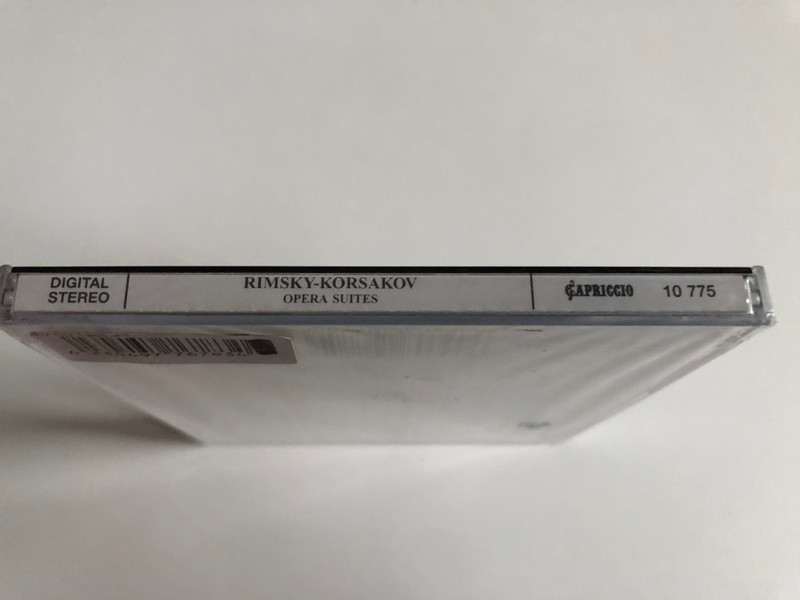 DIGITAL
STEREO
RIMSKY-KORSAKOV
OPERA SUITES
CAPRICCIO 10 775